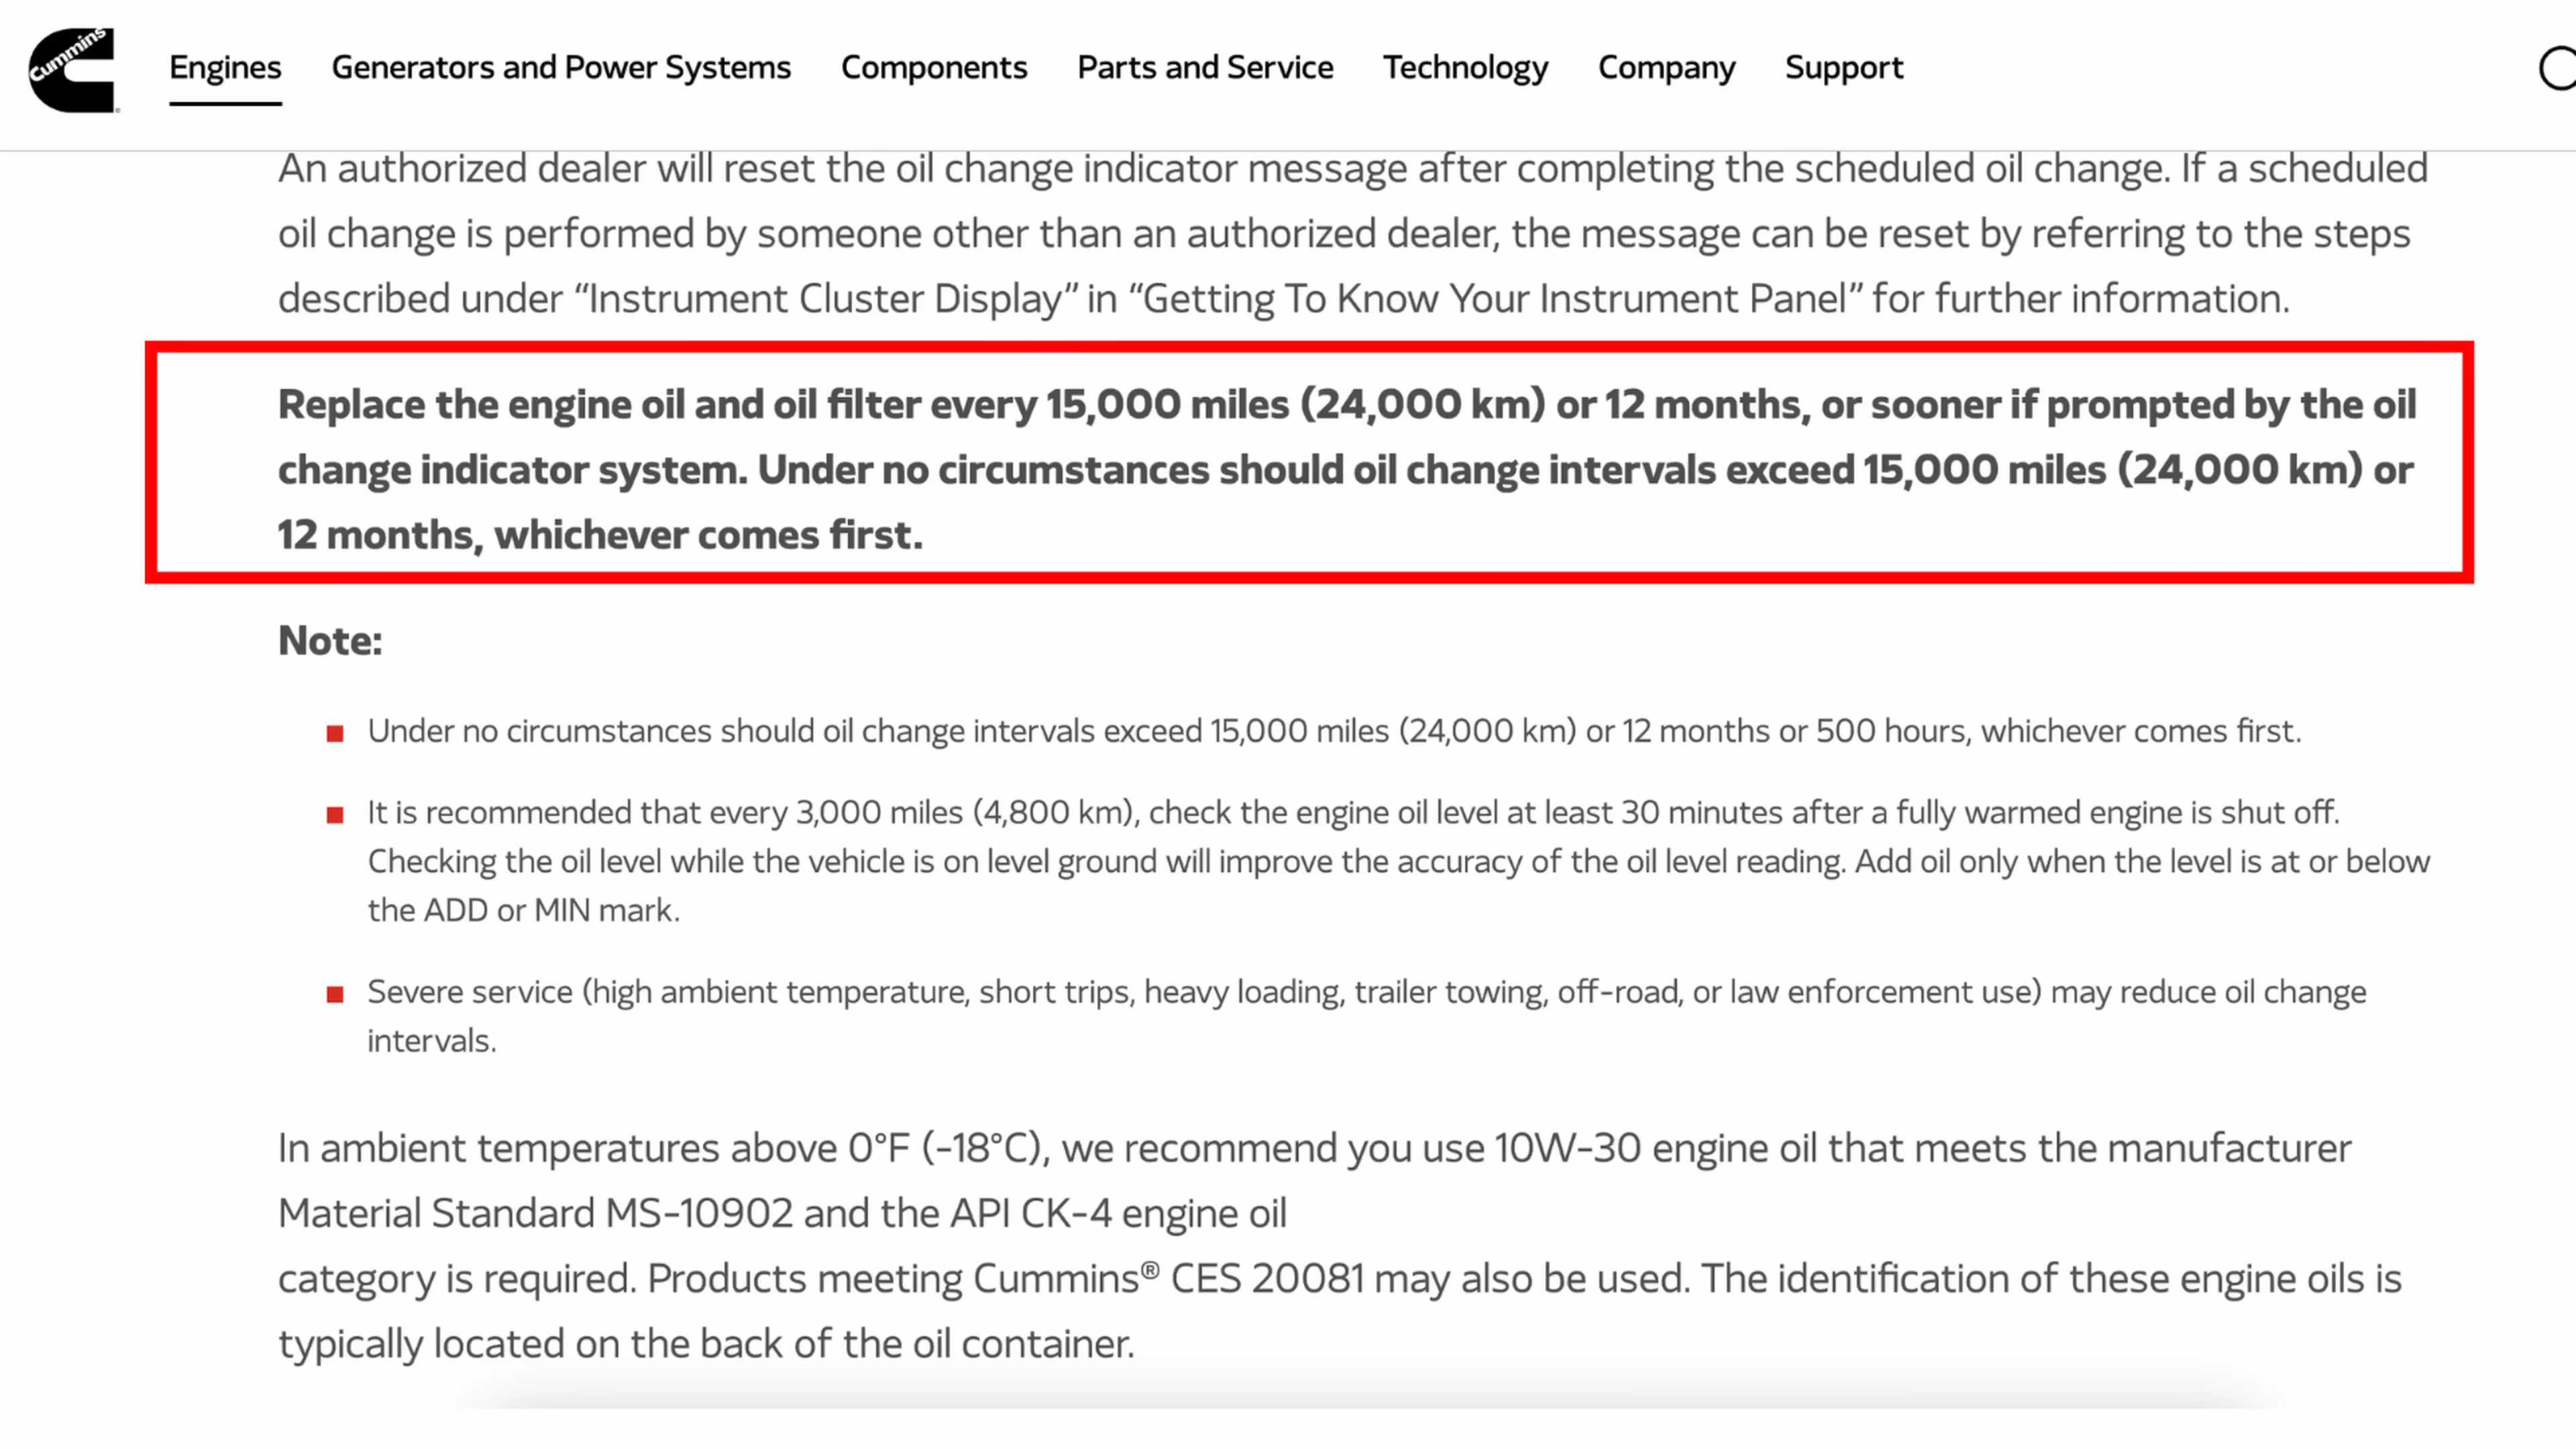 Cummins
Engines Generators and Power Systems Components Parts and Service Technology Company Support
An authorized dealer will reset the oil change indicator message after completing the scheduled oil change. If a scheduled
oil change is performed by someone other than an authorized dealer, the message can be reset by referring to the steps
described under “Instrument Cluster Display” in “Getting To Know Your Instrument Panel” for further information.
Replace the engine oil and oil filter every 15,000 miles (24,000 km) or 12 months, or sooner if prompted by the oil
change indicator system. Under no circumstances should oil change intervals exceed 15,000 miles (24,000 km) or
12 months, whichever comes first.
Note:
Under no circumstances should oil change intervals exceed 15,000 miles (24,000 km) or 12 months or 500 hours, whichever comes first.
It is recommended that every 3,000 miles (4,800 km), check the engine oil level at least 30 minutes after a fully warmed engine is shut off.
Checking the oil level while the vehicle is on level ground will improve the accuracy of the oil level reading. Add oil only when the level is at or below
the ADD or MIN mark.
Severe service (high ambient temperature, short trips, heavy loading, trailer towing, off-road, or law enforcement use) may reduce oil change
intervals.
In ambient temperatures above 0°F (-18°C), we recommend you use 10W-30 engine oil that meets the manufacturer
Material Standard MS-10902 and the API CK-4 engine oil
category is required. Products meeting Cummins® CES 20081 may also be used. The identification of these engine oils is
typically located on the back of the oil container.